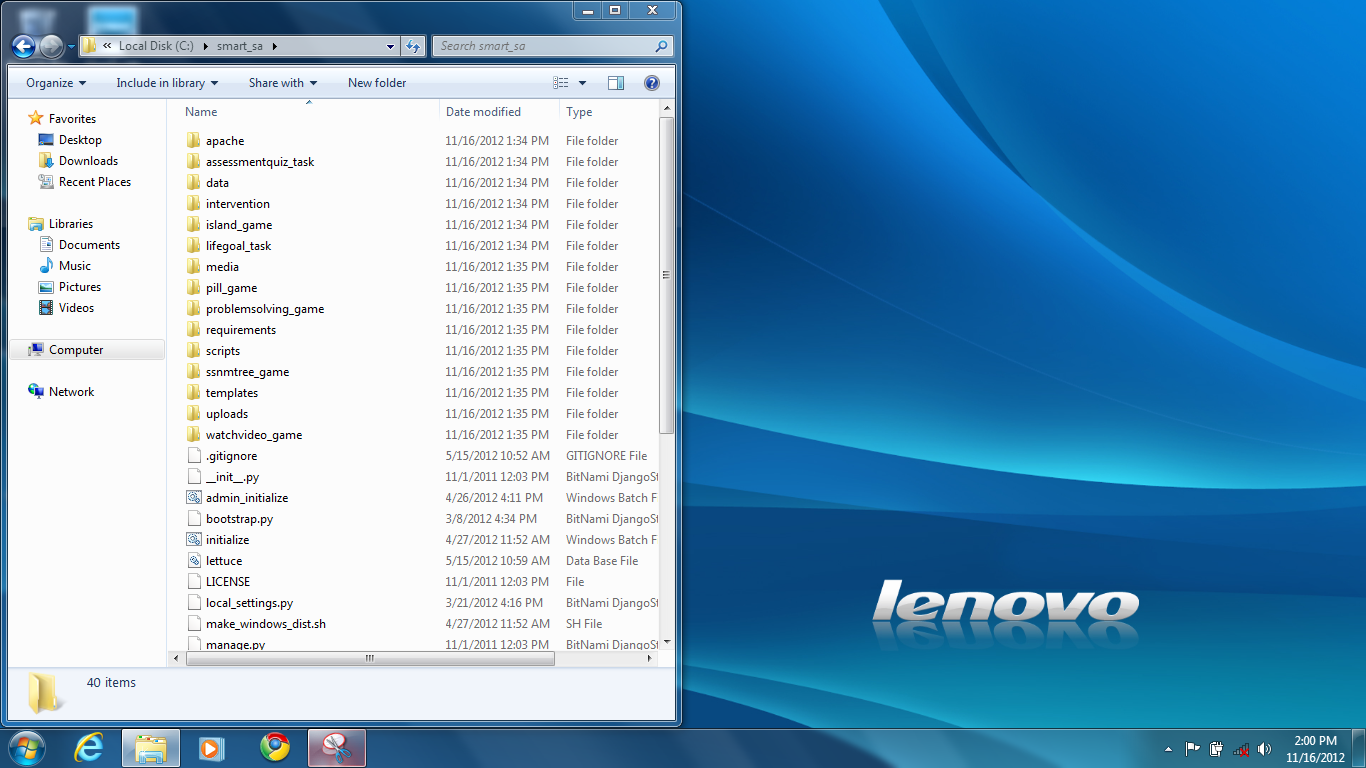 « Local Disk (C:) ▸ smart_sa ▸ Search smart_sa
Organize Include in library Share with New folder
Name Date modified Type
Favorites
Desktop
Downloads
Recent Places
Libraries
Documents
Music
Pictures
Videos
Computer
Network
apache 11/16/2012 1:34 PM File folder
assessmentquiz_task 11/16/2012 1:34 PM File folder
data 11/16/2012 1:34 PM File folder
intervention 11/16/2012 1:34 PM File folder
island_game 11/16/2012 1:34 PM File folder
lifegoal_task 11/16/2012 1:34 PM File folder
media 11/16/2012 1:35 PM File folder
pill_game 11/16/2012 1:35 PM File folder
problemsolving_game 11/16/2012 1:35 PM File folder
requirements 11/16/2012 1:35 PM File folder
scripts 11/16/2012 1:35 PM File folder
ssnmtree_game 11/16/2012 1:35 PM File folder
templates 11/16/2012 1:35 PM File folder
uploads 11/16/2012 1:35 PM File folder
watchvideo_game 11/16/2012 1:35 PM File folder
.gitignore 5/15/2012 10:52 AM GITIGNORE File
__init__.py 11/1/2011 12:03 PM BitNami DjangoSt
admin_initialize 4/26/2012 4:11 PM Windows Batch F
bootstrap.py 3/8/2012 4:34 PM BitNami DjangoSt
initialize 4/27/2012 11:52 AM Windows Batch F
lettuce 5/15/2012 10:59 AM Data Base File
LICENSE 11/1/2011 12:03 PM File
local_settings.py 3/21/2012 4:16 PM BitNami DjangoSt
make_windows_dist.sh 4/27/2012 11:52 AM SH File
manage.py 11/1/2011 12:03 PM BitNami DjangoSt
40 items
lenovo
2:00 PM
11/16/2012